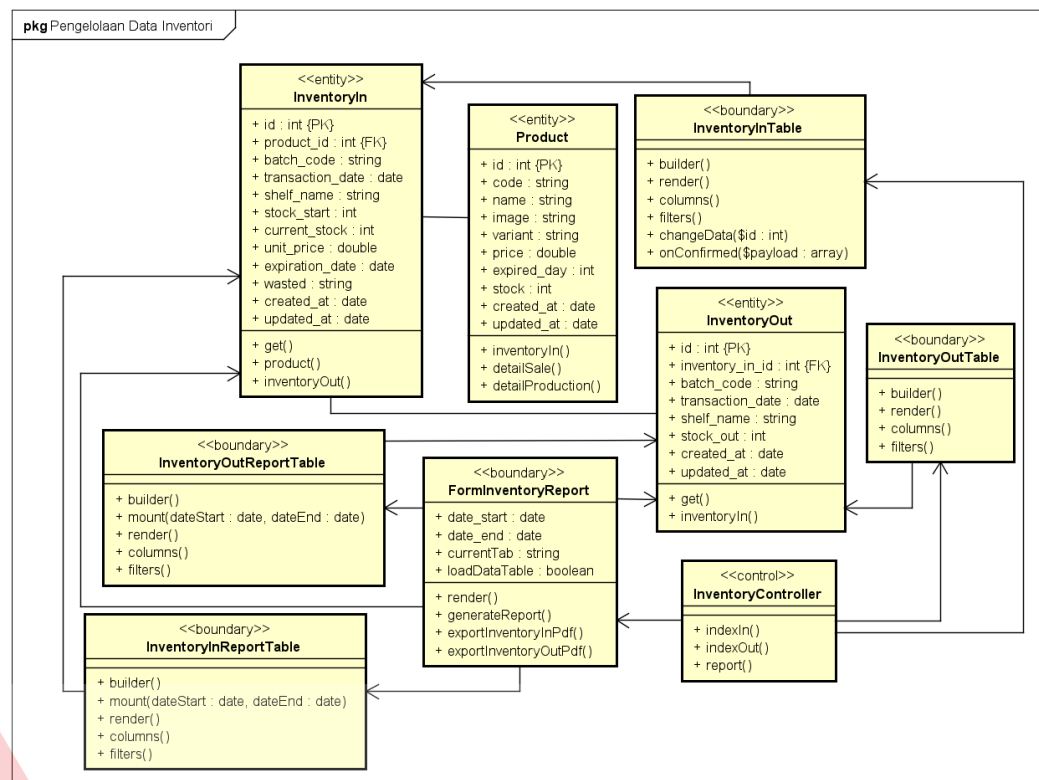 pkg Pengelolaan Data Inventori
<<entity>>
InventoryIn
+ id : int {PK}
+ product_id : int {FK}
+ batch_code : string
+ transaction_date : date
+ shelf_name : string
+ stock_start : int
+ current_stock : int
+ unit_price : double
+ expiration_date : date
+ wasted : string
+ created_at : date
+ updated_at : date
+ get()
+ product()
+ inventoryOut()
<<entity>>
Product
+ id : int {PK}
+ code : string
+ name : string
+ image : string
+ variant : string
+ price : double
+ expired_day : int
+ stock : int
+ created_at : date
+ updated_at : date
+ inventoryIn()
+ detailSale()
+ detailProduction()
<<boundary>>
InventoryInTable
+ builder()
+ render()
+ columns()
+ filters()
+ changeData($id : int)
+ onConfirmed($payload : array)
<<entity>>
InventoryOut
+ id : int {PK}
+ inventory_in_id : int {FK}
+ batch_code : string
+ transaction_date : date
+ shelf_name : string
+ stock_out : int
+ created_at : date
+ updated_at : date
+ get()
+ inventoryIn()
<<boundary>>
InventoryOutTable
+ builder()
+ render()
+ columns()
+ filters()
<<boundary>>
InventoryOutReportTable
+ builder()
+ mount(dateStart : date, dateEnd : date)
+ render()
+ columns()
+ filters()
<<boundary>>
FormInventoryReport
+ date_start : date
+ date_end : date
+ currentTab : string
+ loadDataTable : boolean
+ render()
+ generateReport()
+ exportInventoryInPdf()
+ exportInventoryOutPdf()
<<control>>
InventoryController
+ indexIn()
+ indexOut()
+ report()
<<boundary>>
InventoryInReportTable
+ builder()
+ mount(dateStart : date, dateEnd : date)
+ render()
+ columns()
+ filters()